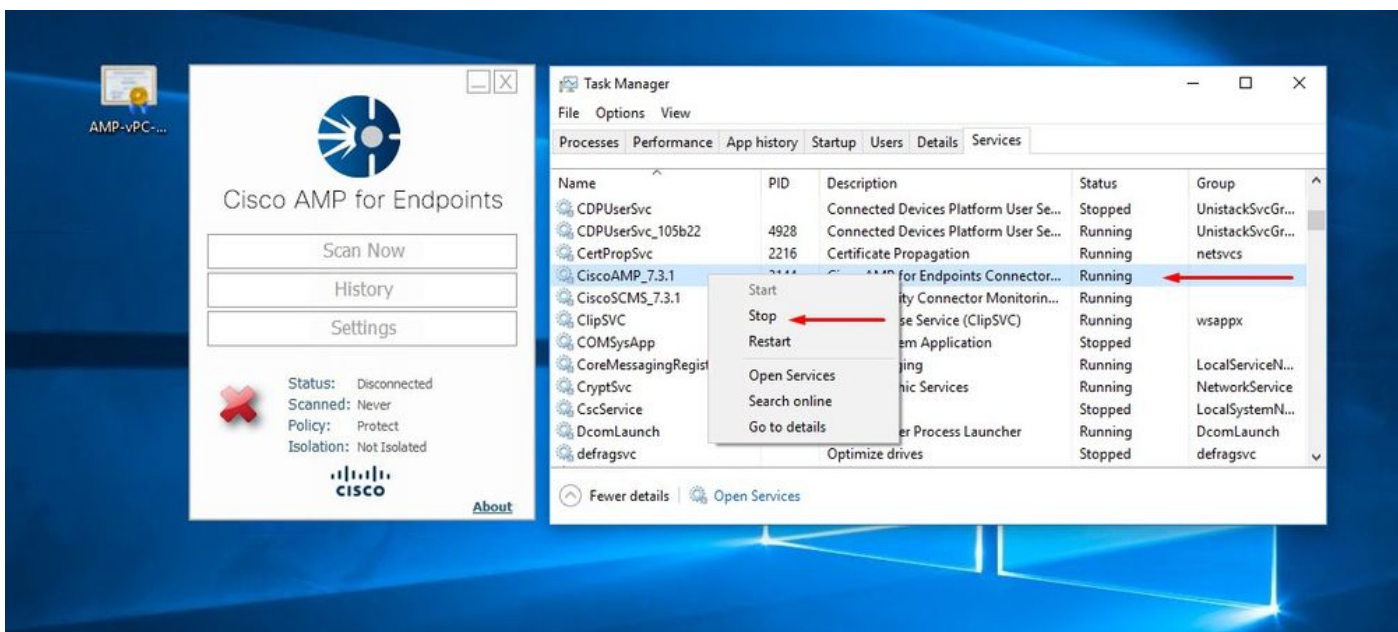 AMP-vPC-...
Cisco AMP for Endpoints
Scan Now
History
Settings
Status: Disconnected
Scanned: Never
Policy: Protect
Isolation: Not Isolated
CISCO
About
Task Manager
File Options View
Processes Performance App history Startup Users Details Services
Name PID Description Status Group
CDPUserSvc Connected Devices Platform User Se... Stopped UnistackSvcGr...
CDPUserSvc_105b22 4928 Connected Devices Platform User Se... Running UnistackSvcGr...
CertPropSvc 2216 Certificate Propagation Running netsvcs
CiscoAMP_7.3.1 for Endpoints Connector... Running
CiscoSCMS_7.3.1 ity Connector Monitorin... Running
ClipSVC se Service (ClipSVC) Running wsappx
COMSysApp em Application Stopped
CoreMessagingRegist ging Running LocalServiceN...
CryptSvc hic Services Running NetworkService
CscService Stopped LocalSystemN...
DcomLaunch er Process Launcher Running DcomLaunch
defragsvc Optimize drives Stopped defragsvc
Start
Stop
Restart
Open Services
Search online
Go to details
Fewer details Open Services